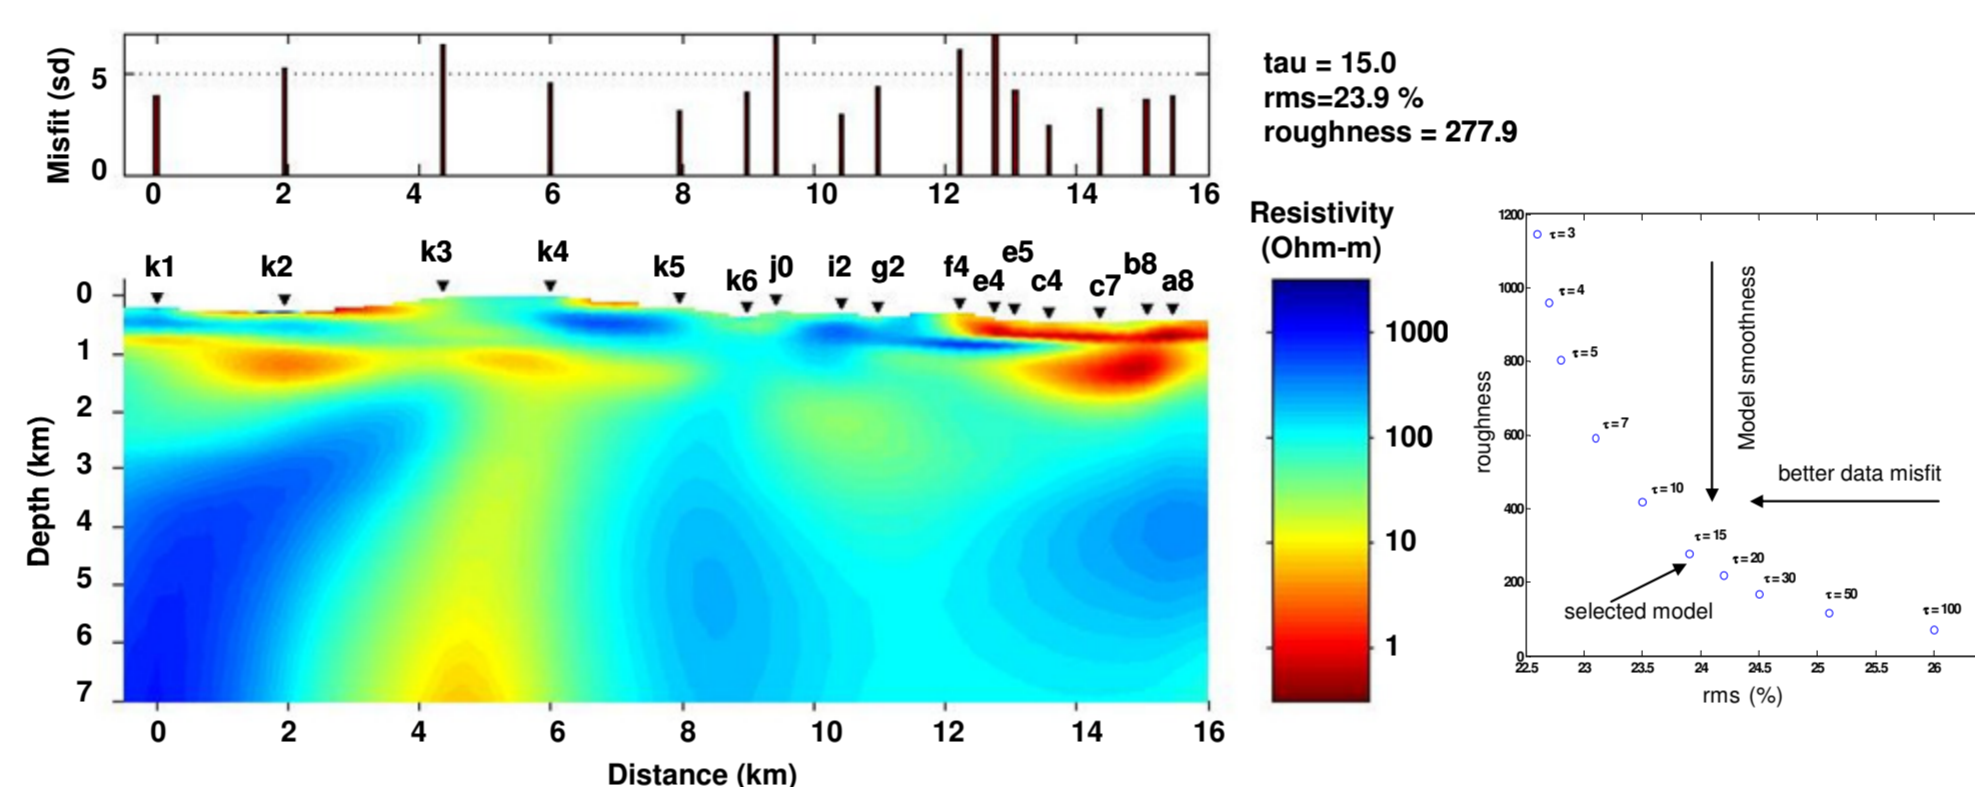 Misfit (sd)
5
0
0 2 4 6 8 10 12 14 16
tau = 15.0
rms=23.9 %
roughness = 277.9
k1 k2 k3 k4 k5 k6 j0 i2 g2 f4 e4 e5 c4 c7 b8 a8
Depth (km)
0
1
2
3
4
5
6
7
0 2 4 6 8 10 12 14 16
Distance (km)
Resistivity
(Ohm-m)
1000
100
10
1
roughness
1200
1000
800
600
400
200
0
τ=3
τ=4
τ=5
τ=7
τ=10
τ=15
τ=20
τ=30
τ=50
τ=100
Model smoothness
better data misfit
selected model
22.5 23 23.5 24 24.5 25 25.5 26
rms (%)